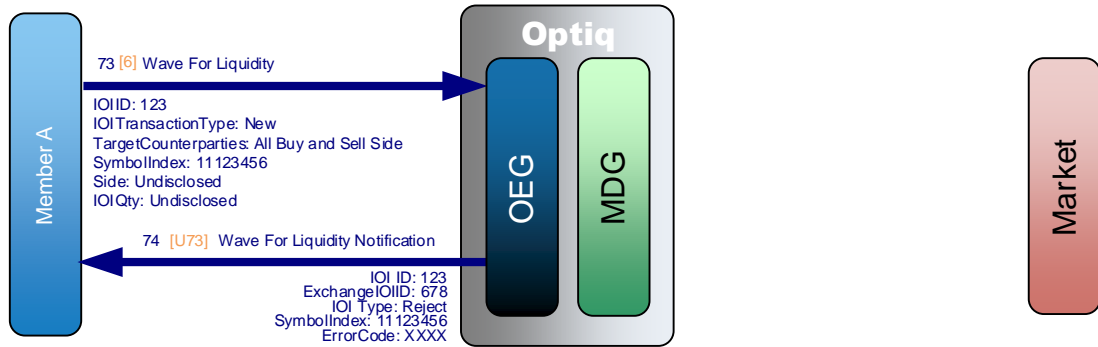 Optiq
73 [6] Wave For Liquidity
IOIID: 123
IOITransactionType: New
TargetCounterparties: All Buy and Sell Side
SymbolIndex: 11123456
Side: Undisclosed
IOIQty: Undisclosed
Member A
OEG
MDG
Market
74 [U73] Wave For Liquidity Notification
IOI ID: 123
ExchangeIOIID: 678
IOI Type: Reject
SymbolIndex: 11123456
ErrorCode: XXXX